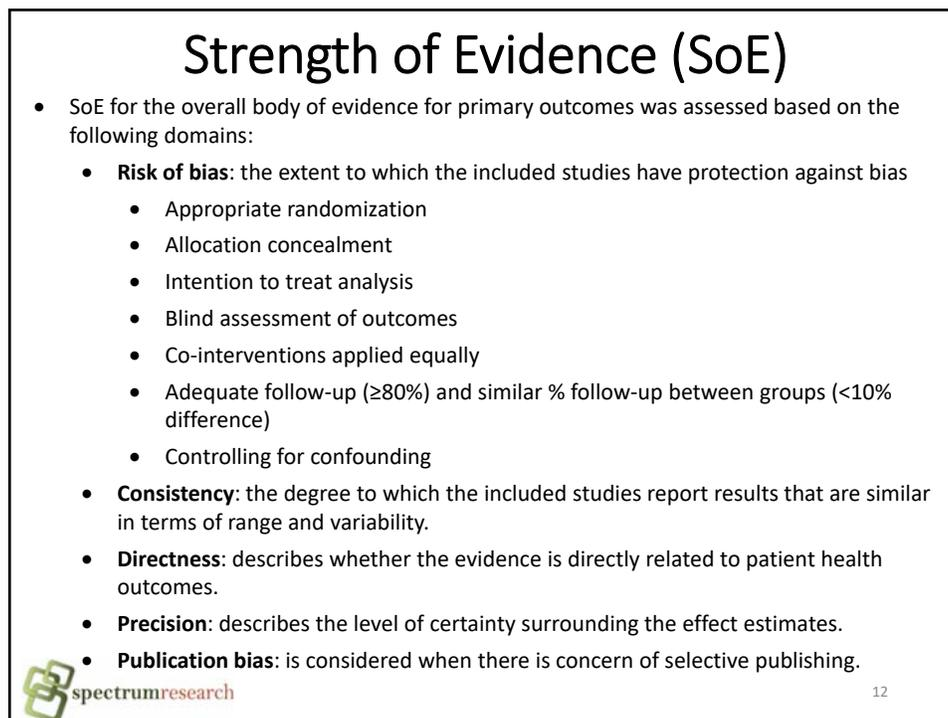 Strength of Evidence (SoE)
• SoE for the overall body of evidence for primary outcomes was assessed based on the
following domains:
• Risk of bias: the extent to which the included studies have protection against bias
• Appropriate randomization
• Allocation concealment
• Intention to treat analysis
• Blind assessment of outcomes
• Co-interventions applied equally
• Adequate follow-up (≥80%) and similar % follow-up between groups (<10%
difference)
• Controlling for confounding
• Consistency: the degree to which the included studies report results that are similar
in terms of range and variability.
• Directness: describes whether the evidence is directly related to patient health
outcomes.
• Precision: describes the level of certainty surrounding the effect estimates.
• Publication bias: is considered when there is concern of selective publishing.
spectrumresearch
12